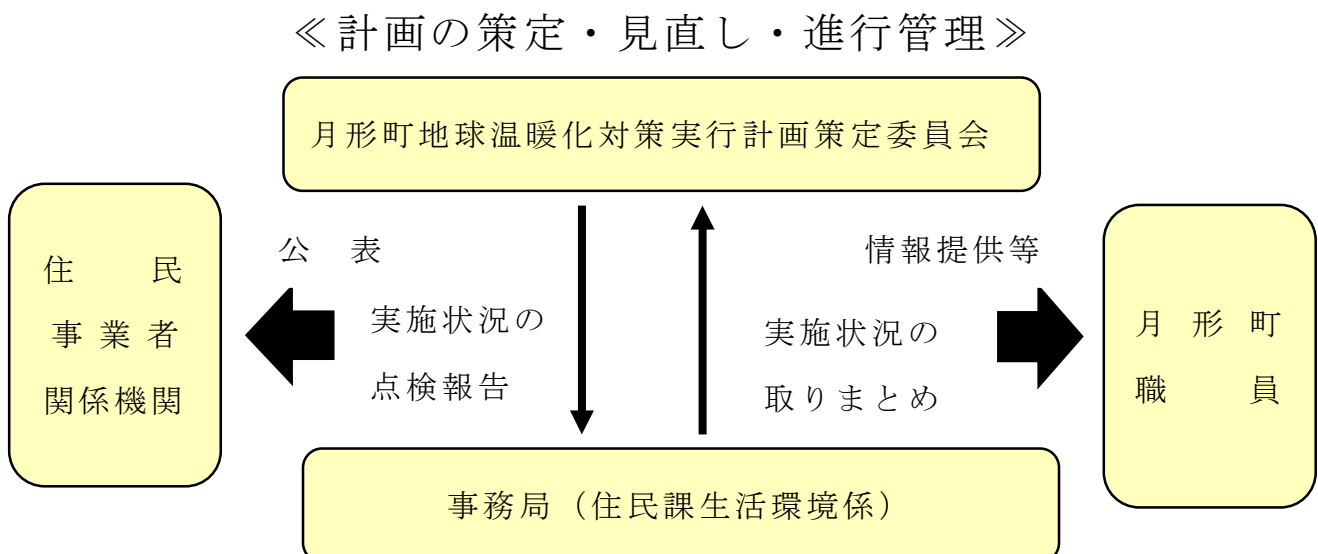 ≪計画の策定・見直し・進行管理≫
月形町地球温暖化対策実行計画策定委員会
住　　民
事 業 者
関係機関
公　表
実施状況の
点検報告
情報提供等
実施状況の
取りまとめ
月 形 町
職　　員
事務局（住民課生活環境係）